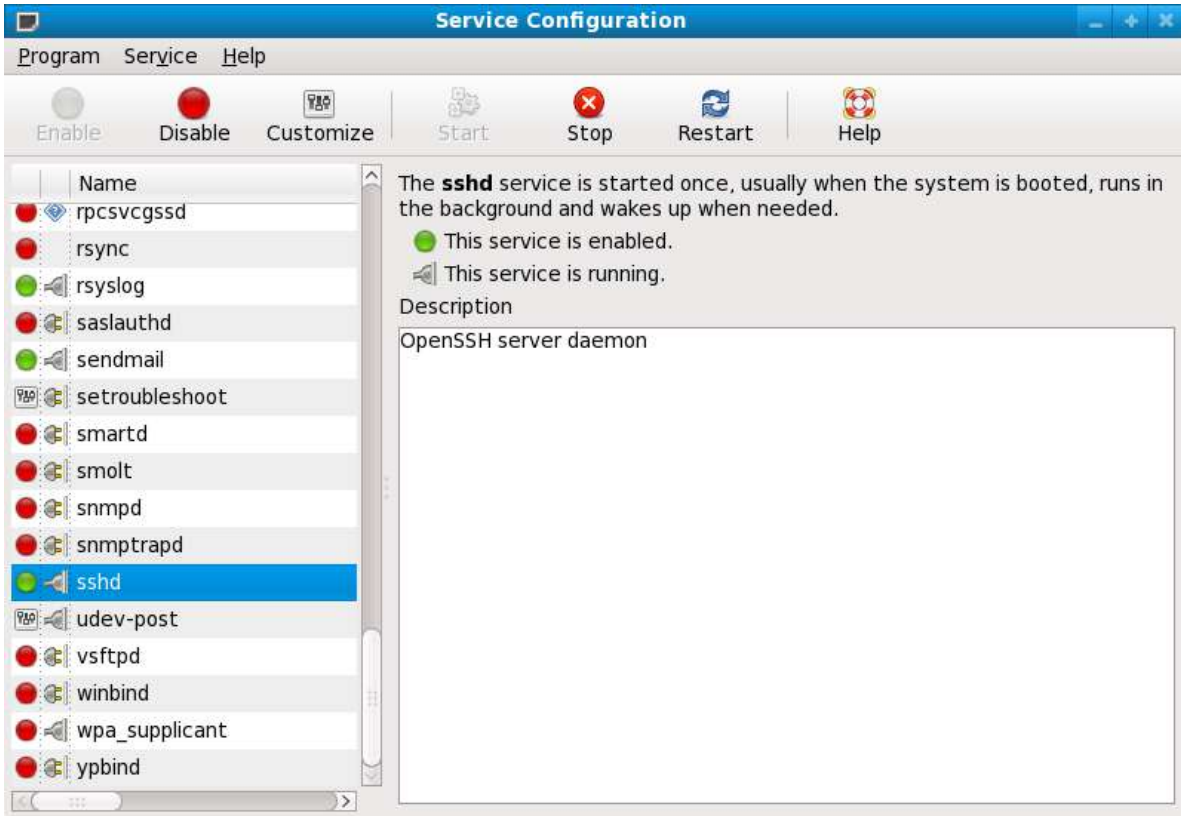 Service Configuration
Program Service Help
Enable Disable Customize Start Stop Restart Help
Name
rpcsvcgssd
rsync
rsyslog
saslauthd
sendmail
setroubleshoot
smartd
smolt
snmpd
snmptrapd
sshd
udev-post
vsftpd
winbind
wpa_supplicant
ypbind
The sshd service is started once, usually when the system is booted, runs in
the background and wakes up when needed.
This service is enabled.
This service is running.
Description
OpenSSH server daemon